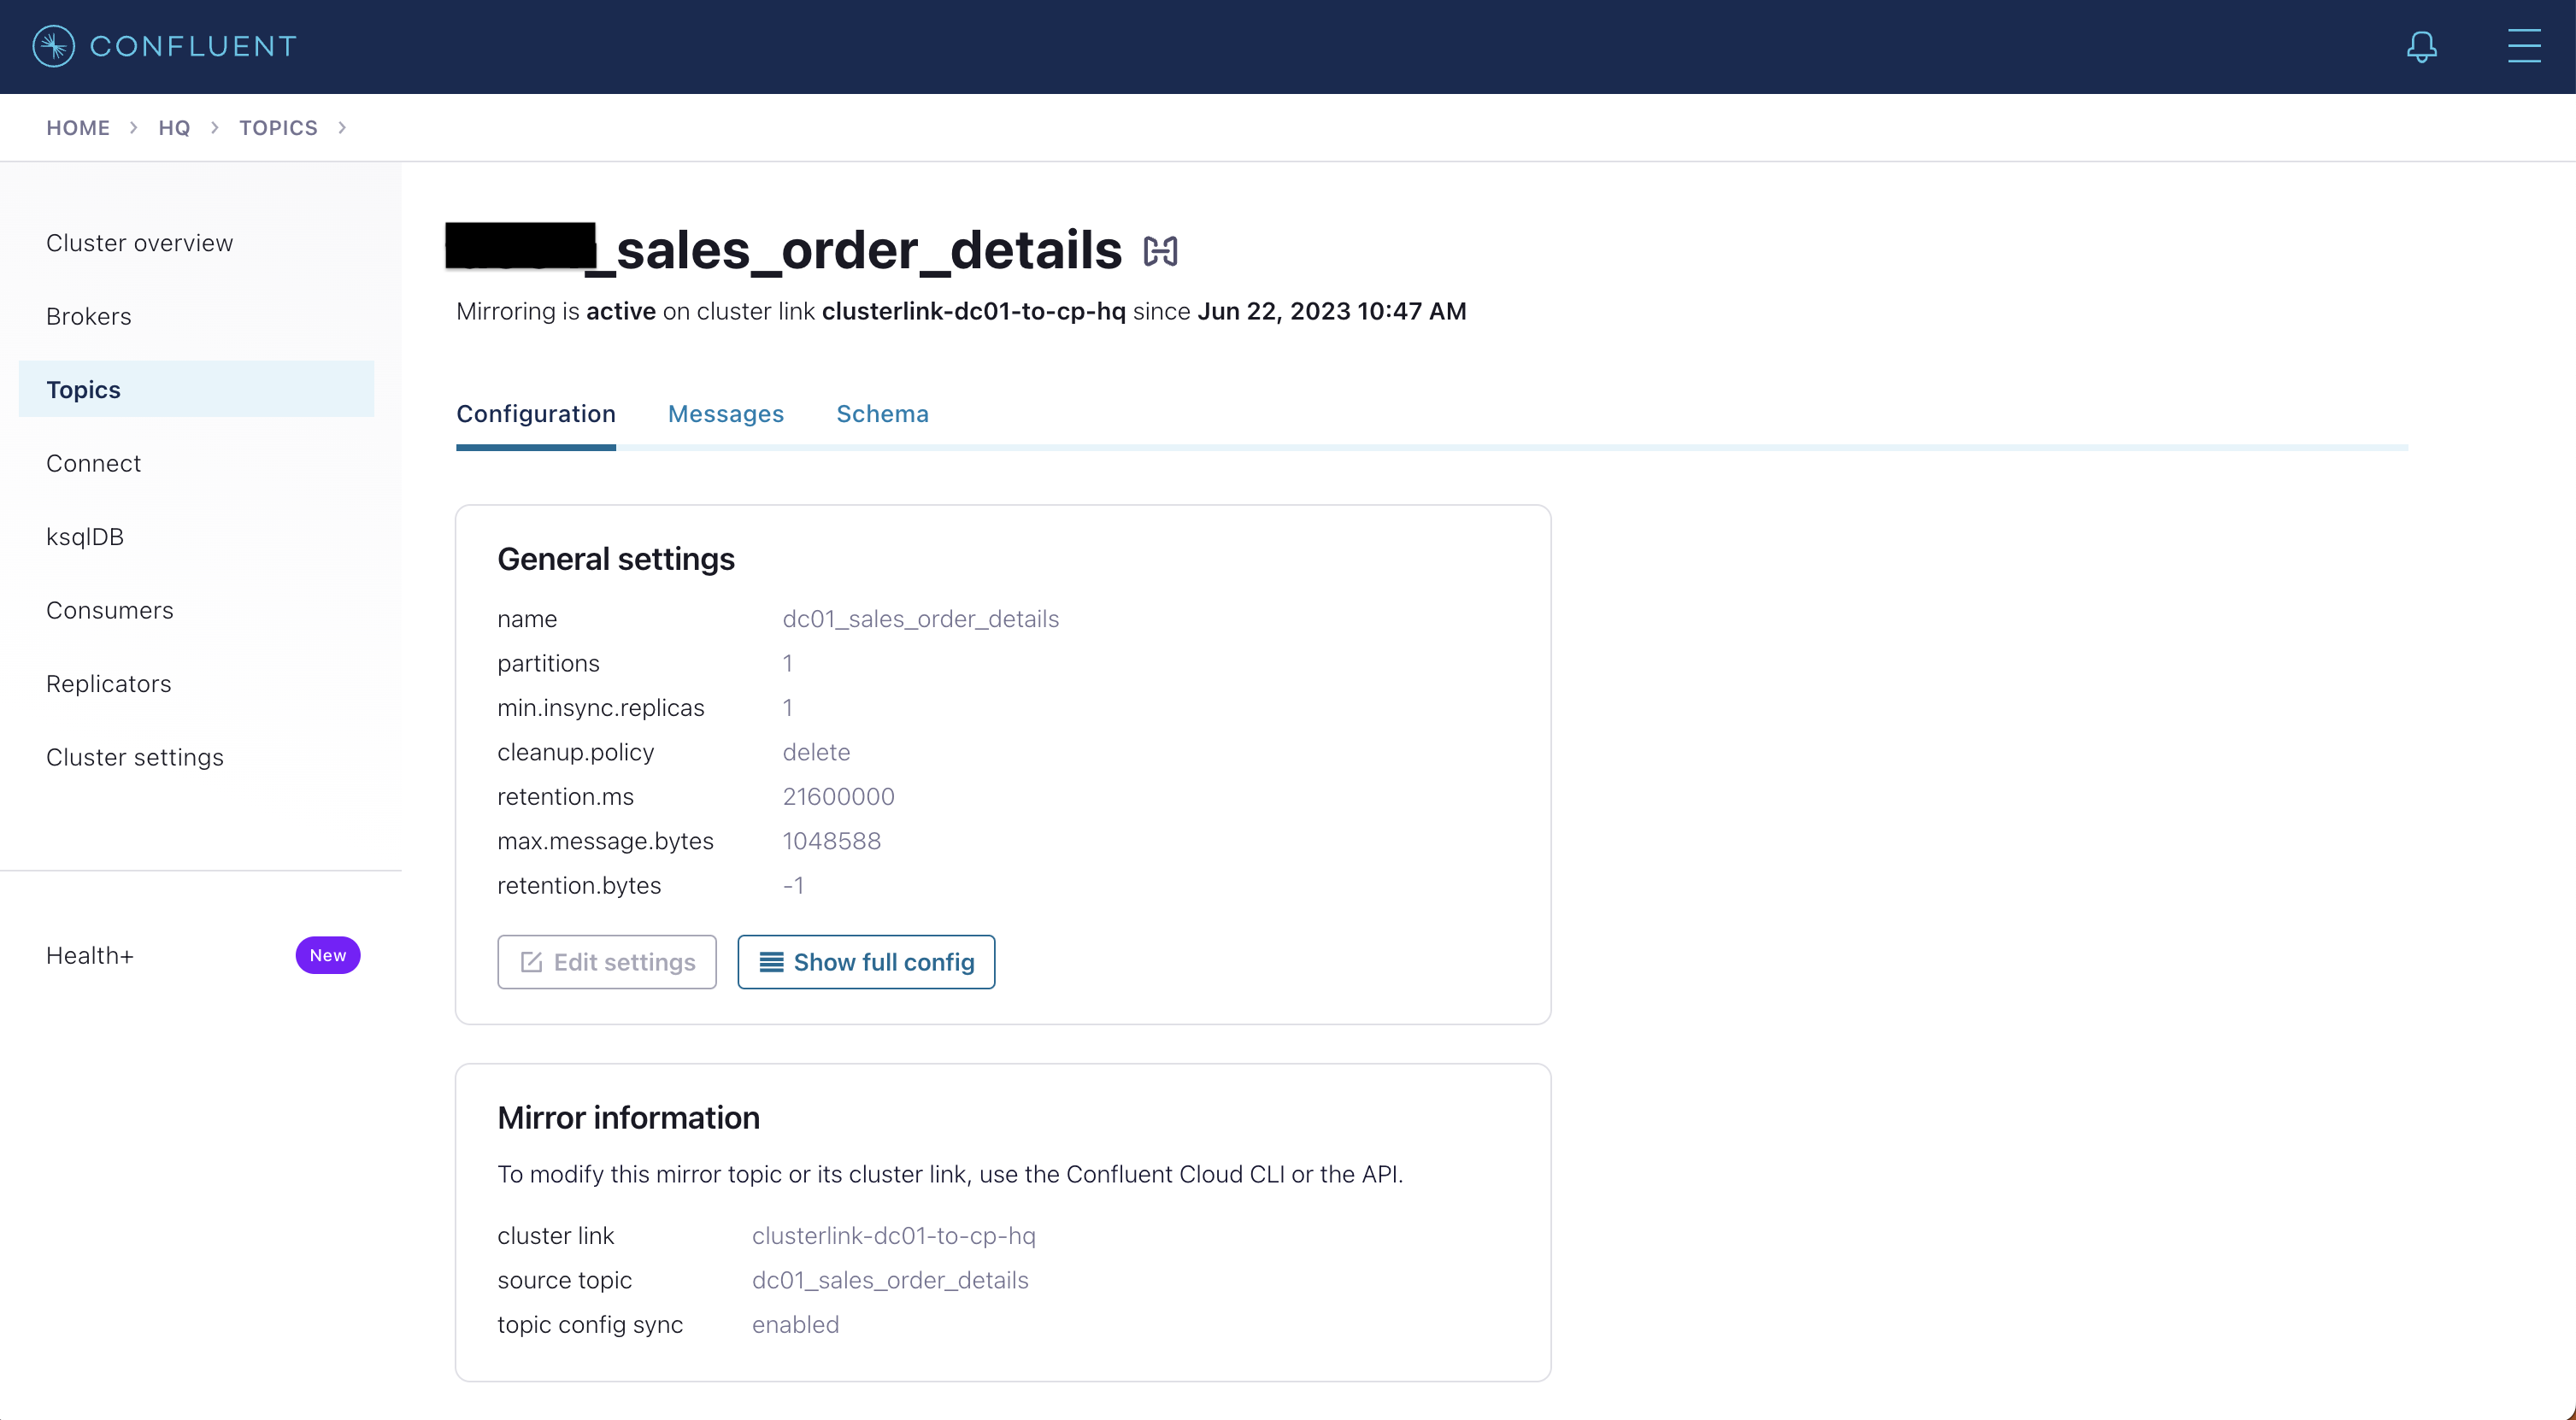 CONFLUENT
HOME > HQ > TOPICS >
Cluster overview
Brokers
Topics
Connect
ksqlDB
Consumers
Replicators
Cluster settings
Health+ New
_sales_order_details
Mirroring is active on cluster link clusterlink-dc01-to-cp-hq since Jun 22, 2023 10:47 AM
Configuration Messages Schema
General settings
name dc01_sales_order_details
partitions 1
min.insync.replicas 1
cleanup.policy delete
retention.ms 21600000
max.message.bytes 1048588
retention.bytes -1
Edit settings Show full config
Mirror information
To modify this mirror topic or its cluster link, use the Confluent Cloud CLI or the API.
cluster link clusterlink-dc01-to-cp-hq
source topic dc01_sales_order_details
topic config sync enabled